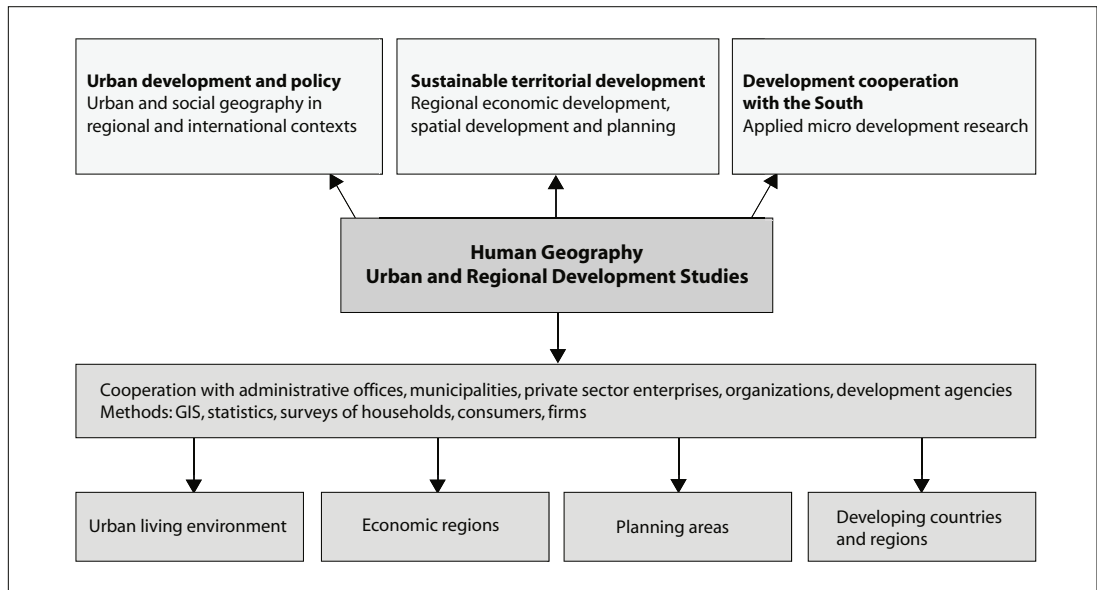 Urban development and policy
Urban and social geography in
regional and international contexts
Sustainable territorial development
Regional economic development,
spatial development and planning
Development cooperation
with the South
Applied micro development research
Human Geography
Urban and Regional Development Studies
Cooperation with administrative offices, municipalities, private sector enterprises, organizations, development agencies
Methods: GIS, statistics, surveys of households, consumers, firms
Urban living environment
Economic regions
Planning areas
Developing countries
and regions